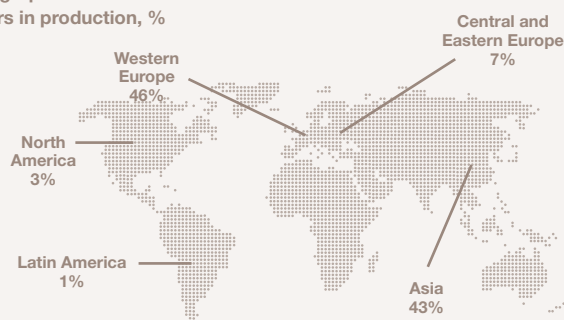 rs in production, %
Central and
Eastern Europe
7%
Western
Europe
46%
North
America
3%
Latin America
1%
Asia
43%